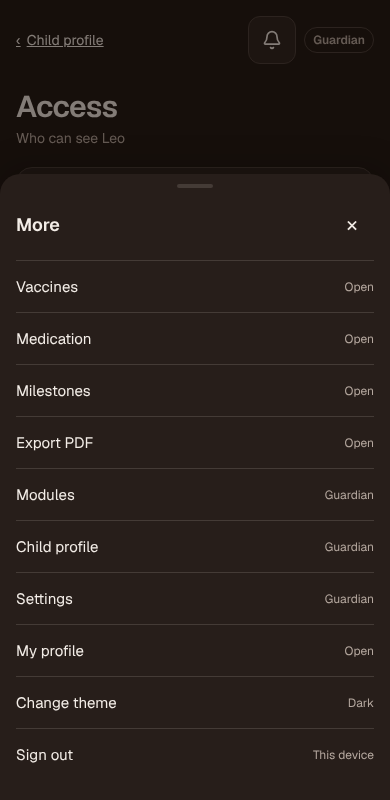 ‹ Child profile
Guardian
Access
Who can see Leo
More
×
Vaccines Open
Medication Open
Milestones Open
Export PDF Open
Modules Guardian
Child profile Guardian
Settings Guardian
My profile Open
Change theme Dark
Sign out This device